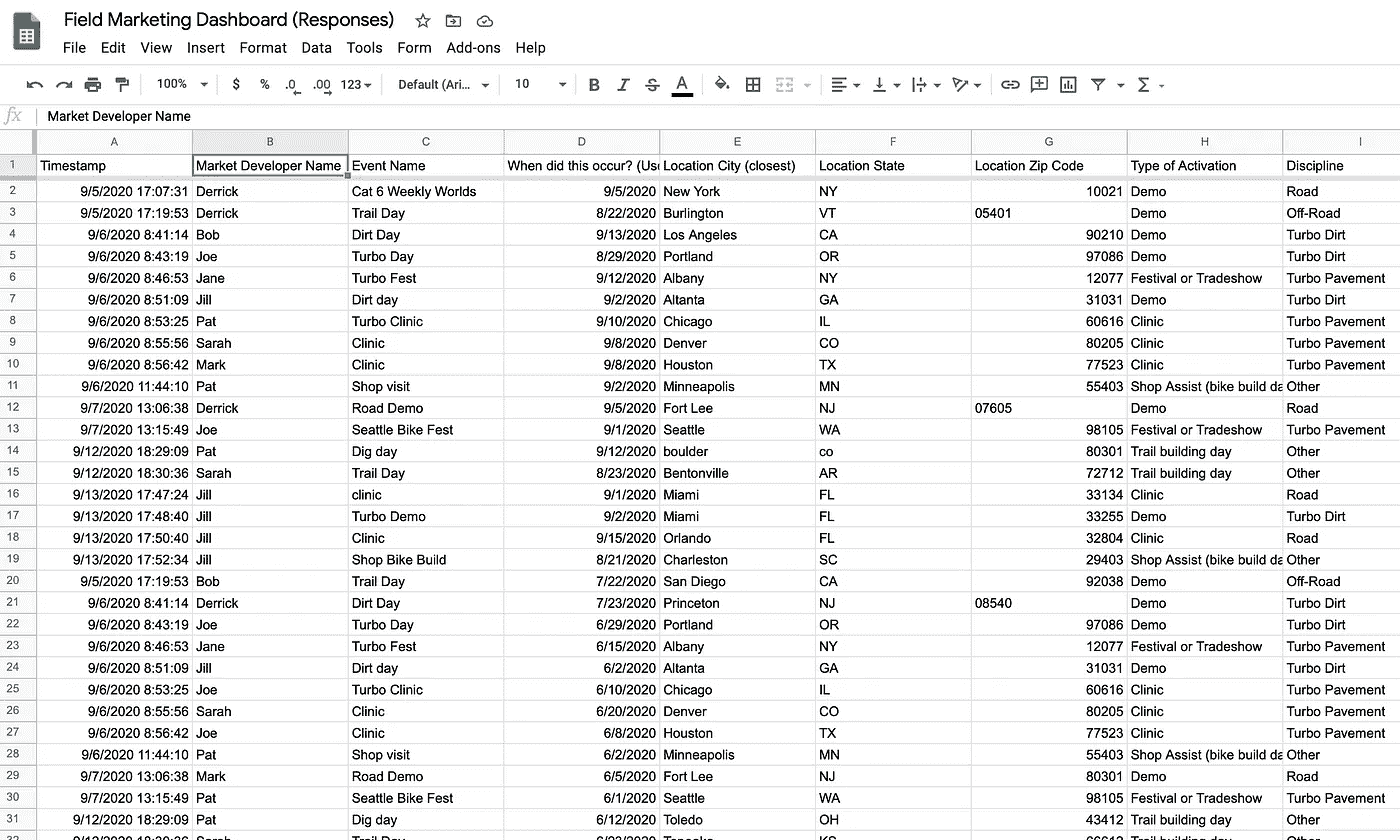 Field Marketing Dashboard (Responses)
File Edit View Insert Format Data Tools Form Add-ons Help
100% $ % .0 .00 123 Default (Ari... 10 B I S A Σ
fx Market Developer Name
A B C D E F G H I
1 Timestamp Market Developer Name Event Name When did this occur? (Us Location City (closest) Location State Location Zip Code Type of Activation Discipline
2 9/5/2020 17:07:31 Derrick Cat 6 Weekly Worlds 9/5/2020 New York NY 10021 Demo Road
3 9/5/2020 17:19:53 Derrick Trail Day 8/22/2020 Burlington VT 05401 Demo Off-Road
4 9/6/2020 8:41:14 Bob Dirt Day 9/13/2020 Los Angeles CA 90210 Demo Turbo Dirt
5 9/6/2020 8:43:19 Joe Turbo Day 8/29/2020 Portland OR 97086 Demo Turbo Dirt
6 9/6/2020 8:46:53 Jane Turbo Fest 9/12/2020 Albany NY 12077 Festival or Tradeshow Turbo Pavement
7 9/6/2020 8:51:09 Jill Dirt day 9/2/2020 Altanta GA 31031 Demo Turbo Dirt
8 9/6/2020 8:53:25 Pat Turbo Clinic 9/10/2020 Chicago IL 60616 Clinic Turbo Pavement
9 9/6/2020 8:55:56 Sarah Clinic 9/8/2020 Denver CO 80205 Clinic Turbo Pavement
10 9/6/2020 8:56:42 Mark Clinic 9/8/2020 Houston TX 77523 Clinic Turbo Pavement
11 9/6/2020 11:44:10 Pat Shop visit 9/2/2020 Minneapolis MN 55403 Shop Assist (bike build da Other
12 9/7/2020 13:06:38 Derrick Road Demo 9/5/2020 Fort Lee NJ 07605 Demo Road
13 9/7/2020 13:15:49 Joe Seattle Bike Fest 9/1/2020 Seattle WA 98105 Festival or Tradeshow Turbo Pavement
14 9/12/2020 18:29:09 Pat Dig day 9/12/2020 boulder co 80301 Trail building day Other
15 9/12/2020 18:30:36 Sarah Trail Day 8/23/2020 Bentonville AR 72712 Trail building day Other
16 9/13/2020 17:47:24 Jill clinic 9/1/2020 Miami FL 33134 Clinic Road
17 9/13/2020 17:48:40 Jill Turbo Demo 9/2/2020 Miami FL 33255 Demo Turbo Dirt
18 9/13/2020 17:50:40 Jill Clinic 9/15/2020 Orlando FL 32804 Clinic Road
19 9/13/2020 17:52:34 Jill Shop Bike Build 8/21/2020 Charleston SC 29403 Shop Assist (bike build da Other
20 9/5/2020 17:19:53 Bob Trail Day 7/22/2020 San Diego CA 92038 Demo Off-Road
21 9/6/2020 8:41:14 Derrick Dirt Day 7/23/2020 Princeton NJ 08540 Demo Turbo Dirt
22 9/6/2020 8:43:19 Joe Turbo Day 6/29/2020 Portland OR 97086 Demo Turbo Dirt
23 9/6/2020 8:46:53 Jane Turbo Fest 6/15/2020 Albany NY 12077 Festival or Tradeshow Turbo Pavement
24 9/6/2020 8:51:09 Jill Dirt day 6/2/2020 Altanta GA 31031 Demo Turbo Dirt
25 9/6/2020 8:53:25 Joe Turbo Clinic 6/10/2020 Chicago IL 60616 Clinic Turbo Pavement
26 9/6/2020 8:55:56 Sarah Clinic 6/20/2020 Denver CO 80205 Clinic Turbo Pavement
27 9/6/2020 8:56:42 Joe Clinic 6/8/2020 Houston TX 77523 Clinic Turbo Pavement
28 9/6/2020 11:44:10 Pat Shop visit 6/2/2020 Minneapolis MN 55403 Shop Assist (bike build da Other
29 9/7/2020 13:06:38 Mark Road Demo 6/5/2020 Fort Lee NJ 80301 Demo Road
30 9/7/2020 13:15:49 Pat Seattle Bike Fest 6/1/2020 Seattle WA 98105 Festival or Tradeshow Turbo Pavement
31 9/12/2020 18:29:09 Pat Dig day 6/12/2020 Toledo OH 43412 Trail building day Other